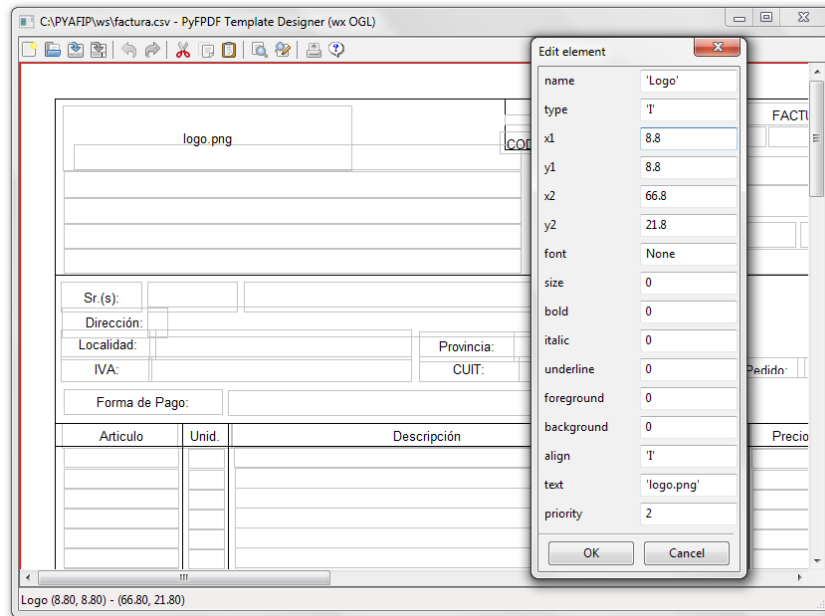 C:\PYAFIP\ws\factura.csv - PyFPDF Template Designer (wx OGL)
logo.png
COD
FACTU
Sr.(s):
Dirección:
Localidad:
Provincia:
IVA:
CUIT:
Pedido:
Forma de Pago:
Articulo Unid. Descripción Precio
Edit element
name 'Logo'
type 'I'
x1 8.8
y1 8.8
x2 66.8
y2 21.8
font None
size 0
bold 0
italic 0
underline 0
foreground 0
background 0
align 'I'
text 'logo.png'
priority 2
OK Cancel
Logo (8.80, 8.80) - (66.80, 21.80)